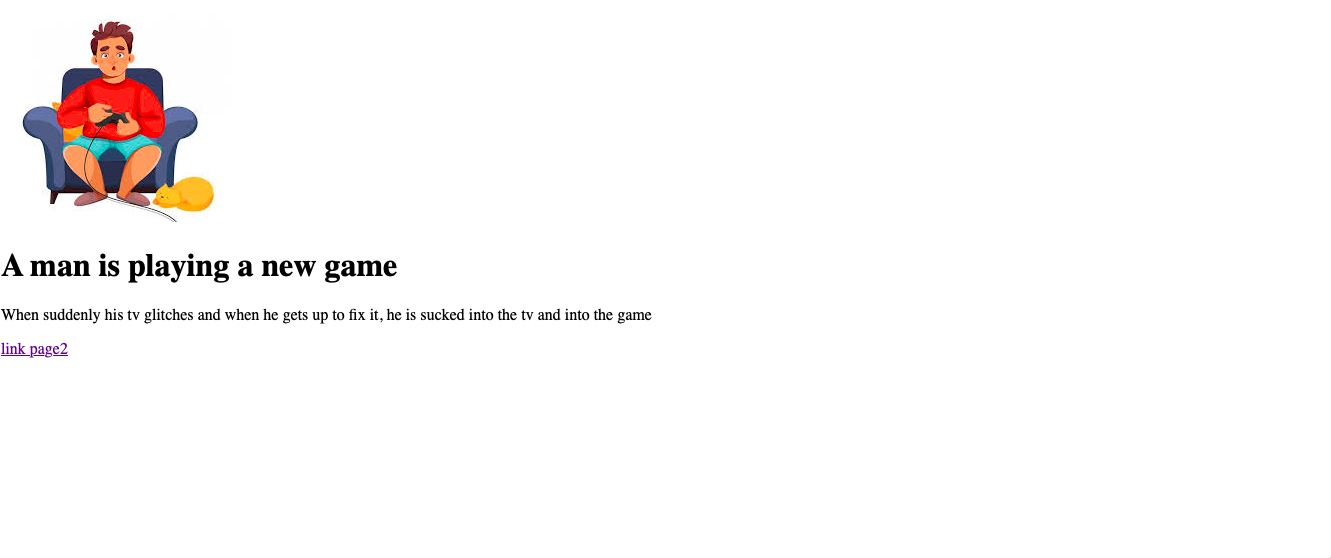 A man is playing a new game
When suddenly his tv glitches and when he gets up to fix it, he is sucked into the tv and into the game
link page2